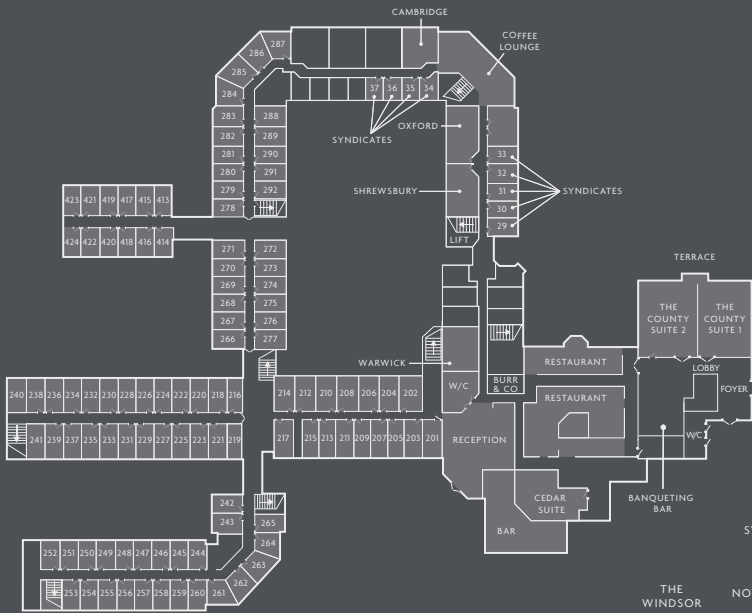 CAMBRIDGE
COFFEE
LOUNGE
287
286
285
284
37 36 35 34
SYNDICATES
OXFORD
283 288
282 289
281 290
280 291
279 292
278
33
32
31
30
29
SYNDICATES
SHREWSBURY
LIFT
423 421 419 417 415 413
424 422 420 418 416 414
271 272
270 273
269 274
268 275
267 276
266 277
TERRACE
THE
COUNTY
SUITE 2
THE
COUNTY
SUITE 1
LOBBY
FOYER
W/C
BANQUETING
BAR
WARWICK
W/C
BURR
& CO
RESTAURANT
RESTAURANT
240 238 236 234 232 230 228 226 224 222 220 218 216
241 239 237 235 233 231 229 227 225 223 221 219
214 212 210 208 206 204 202
217 215 213 211 209 207 205 203 201
RECEPTION
CEDAR
SUITE
BAR
242
243
265
264
263
262
261
252 251 250 249 248 247 246 245 244
253 254 255 256 257 258 259 260
SY
THE
WINDSOR
NO